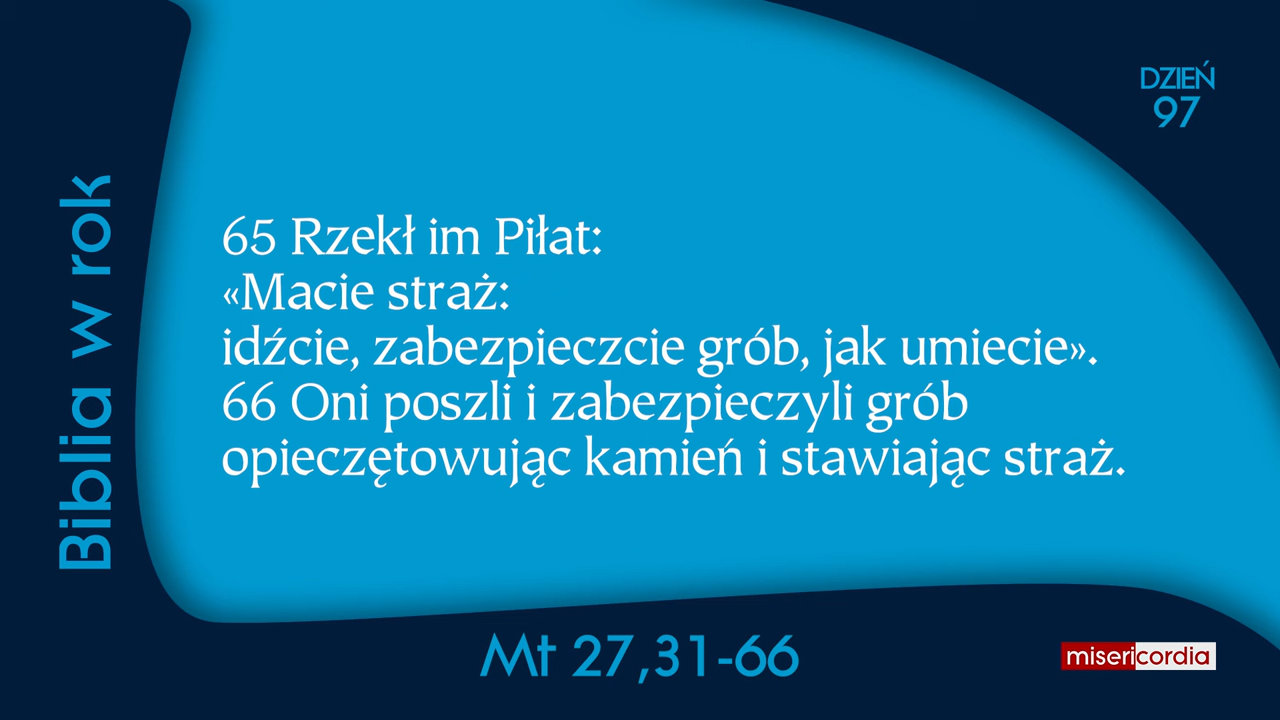 DZIEŃ
97
Biblia w rok
65 Rzekł im Piłat:
«Macie straż:
idźcie, zabezpieczcie grób, jak umiecie».
66 Oni poszli i zabezpieczyli grób
opieczętowując kamień i stawiając straż.
Mt 27,31-66
misericordia